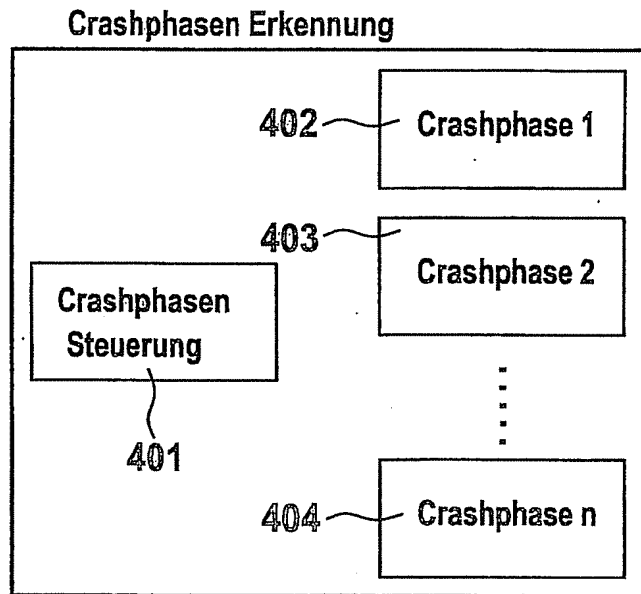 Crashphasen Erkennung
402
Crashphase 1
403
Crashphase 2
Crashphasen
Steuerung
401
404
Crashphase n